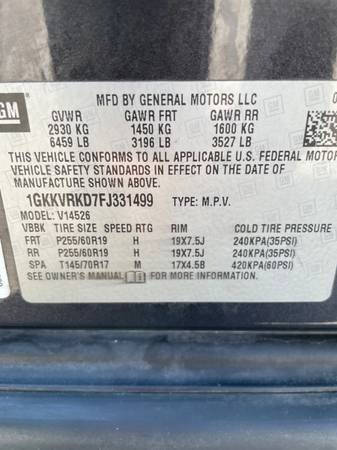 GM
MFD BY GENERAL MOTORS LLC
0
GVWR GAWR FRT GAWR RR
2930 KG 1450 KG 1600 KG
6459 LB 3196 LB 3527 LB
THIS VEHICLE CONFORMS TO ALL APPLICABLE U.S. FEDERAL MOTOR
VEHICLE SAFETY STANDARDS IN EFFECT ON THE DATE OF
MANUFACTURE SHOWN ABOVE.
1GKKVRKD7FJ331499 TYPE: M.P.V.
MODEL: V14526
VBBK TIRE SIZE SPEED RTG RIM COLD TIRE PRESSUR
FRT P255/60R19 H 19X7.5J 240KPA(35PSI)
RR P255/60R19 H 19X7.5J 240KPA(35PSI)
SPA T145/70R17 M 17X4.5B 420KPA(60PSI)
SEE OWNER'S MANUAL FOR MORE INFORMATION.